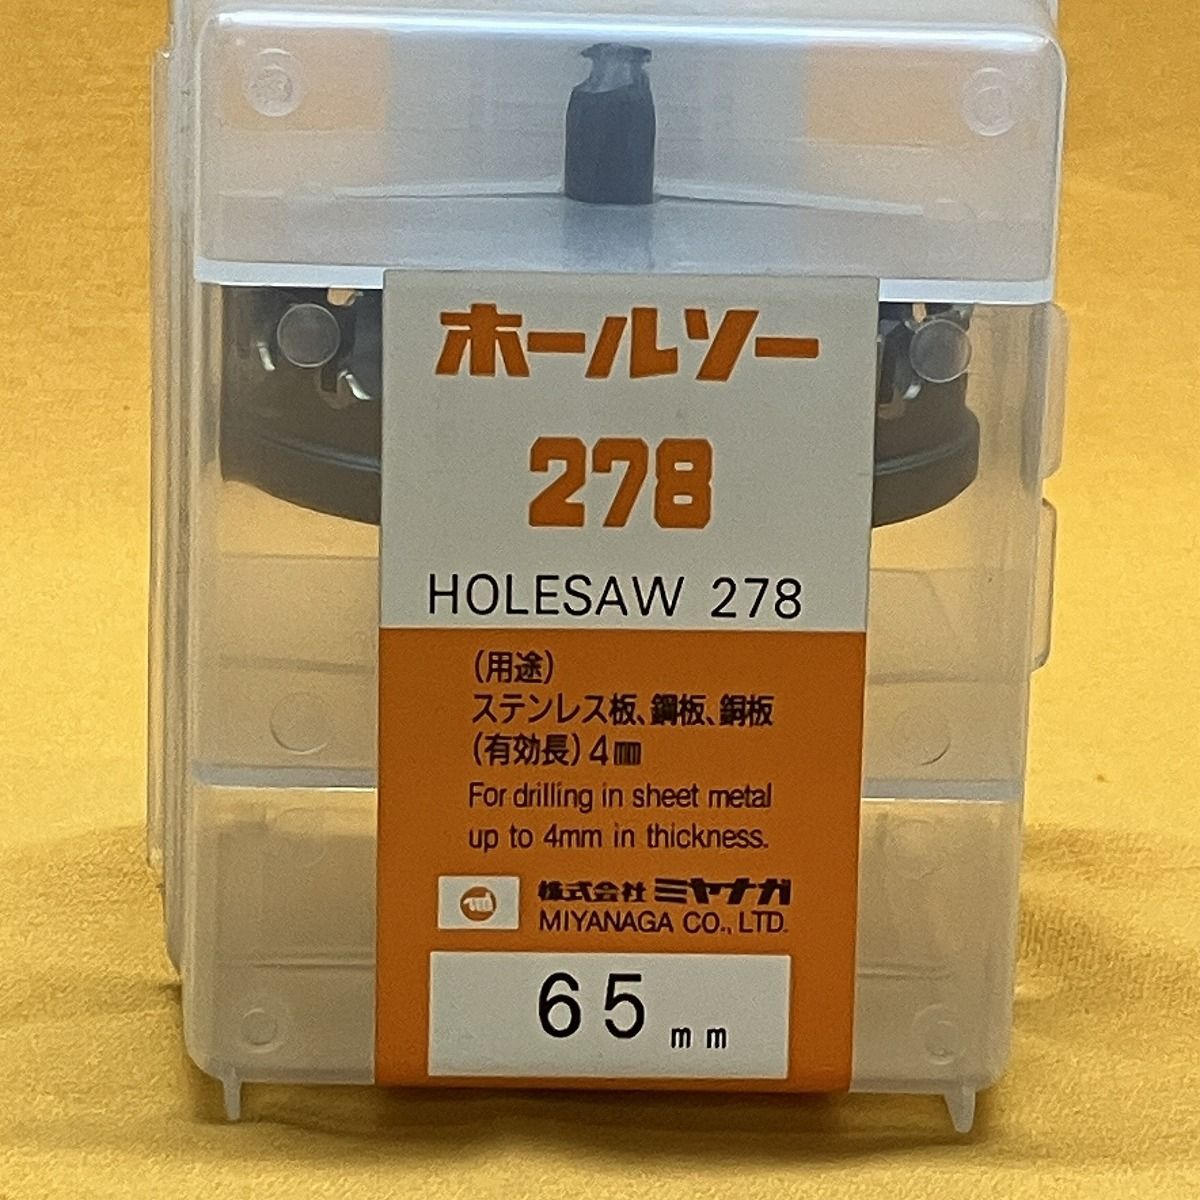 ホールソー
278
HOLESAW 278
(用途)
ステンレス板、鋼板、銅板
(有効長)4㎜
For drilling in sheet metal
up to 4mm in thickness.
株式会社ミヤナガ
MIYANAGA CO., LTD.
65mm